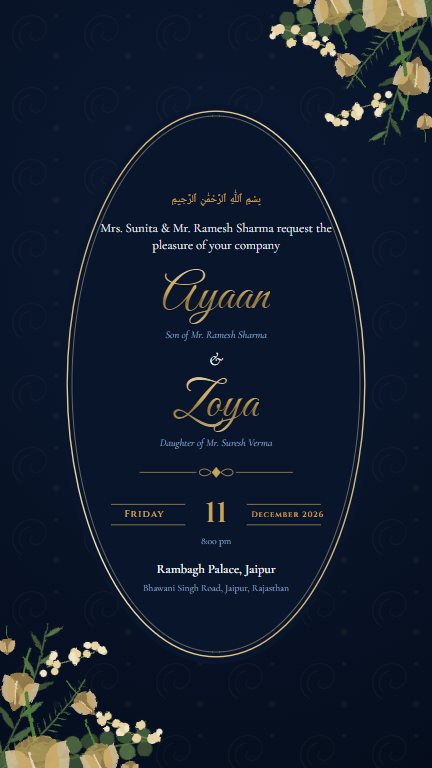 بِسْمِ اللَّهِ الرَّحْمَٰنِ الرَّحِيمِ
Mrs. Sunita & Mr. Ramesh Sharma request the
pleasure of your company
Ayaan
Son of Mr. Ramesh Sharma
&
Zoya
Daughter of Mr. Suresh Verma
Friday 11 December 2026
8:00 pm
Rambagh Palace, Jaipur
Bhawani Singh Road, Jaipur, Rajasthan